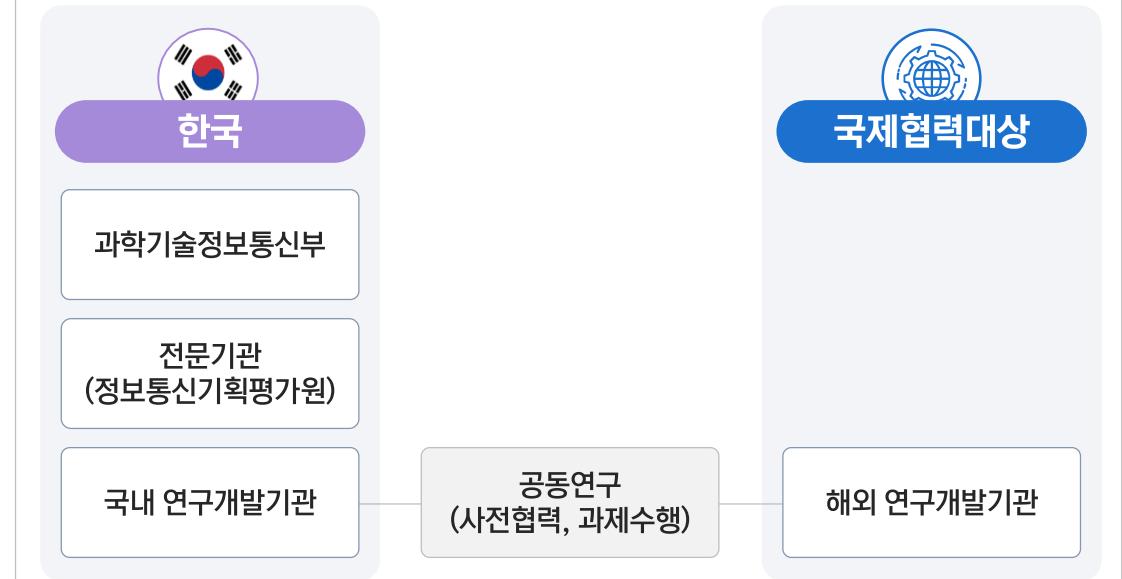 한국
국제협력대상
과학기술정보통신부
전문기관
(정보통신기획평가원)
국내 연구개발기관
공동연구
(사전협력, 과제수행)
해외 연구개발기관